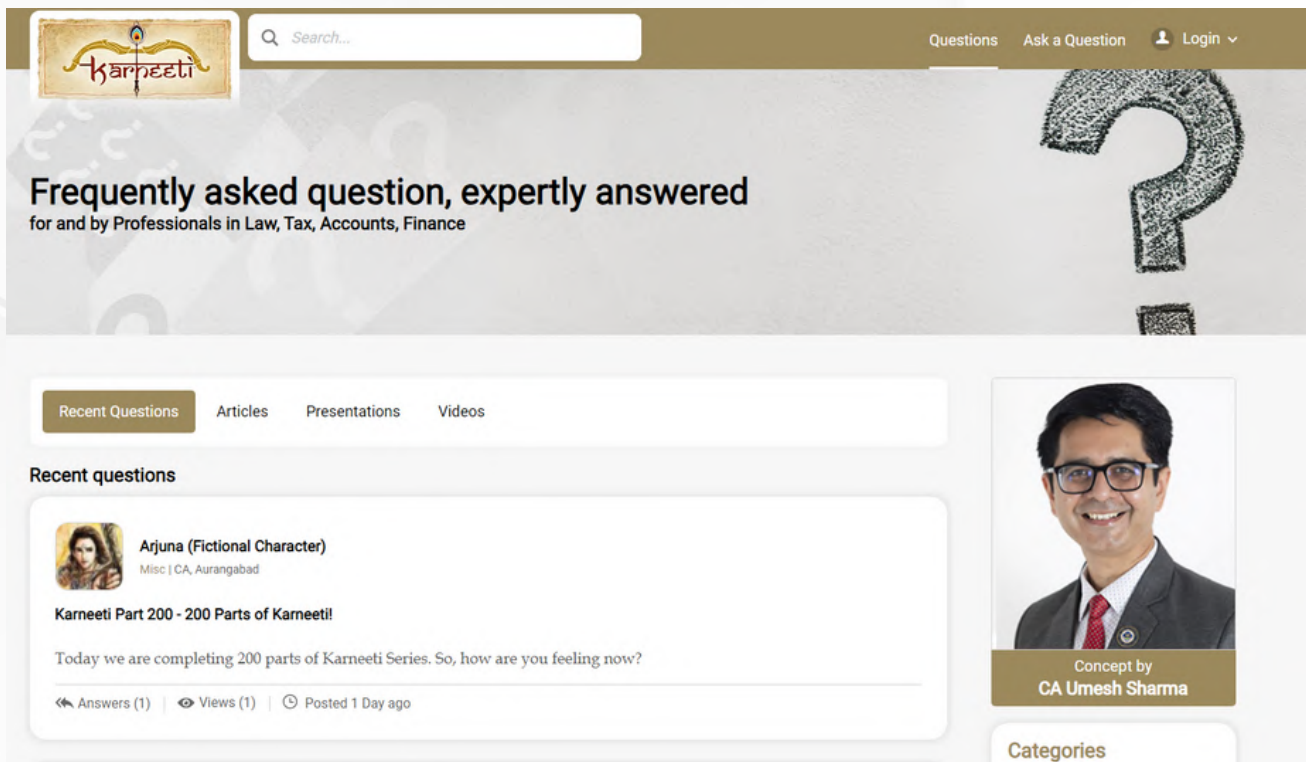 Karneeti
Search...
Questions Ask a Question Login
Frequently asked question, expertly answered
for and by Professionals in Law, Tax, Accounts, Finance
Recent Questions Articles Presentations Videos
Recent questions
Arjuna (Fictional Character)
Misc | CA, Aurangabad
Karneeti Part 200 - 200 Parts of Karneeti!
Today we are completing 200 parts of Karneeti Series. So, how are you feeling now?
Answers (1) | Views (1) | Posted 1 Day ago
Concept by
CA Umesh Sharma
Categories